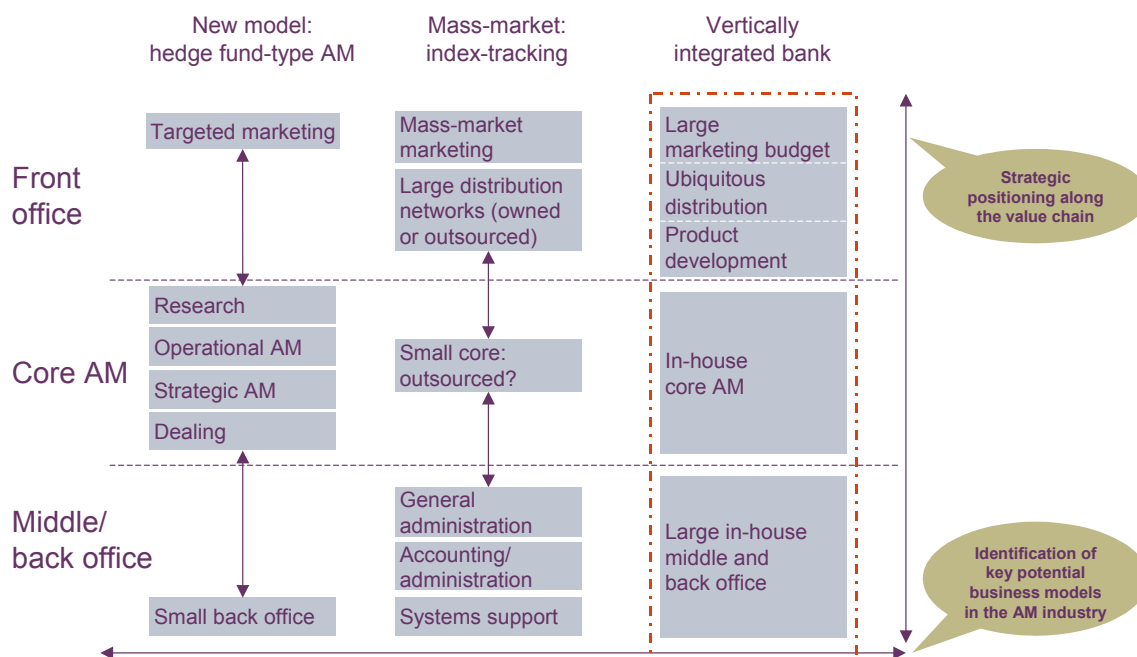 New model:
hedge fund-type AM
Mass-market:
index-tracking
Vertically
integrated bank
Front
office
Targeted marketing
Mass-market
marketing
Large distribution
networks (owned
or outsourced)
Large
marketing budget
Ubiquitous
distribution
Product
development
Strategic
positioning along
the value chain
Core AM
Research
Operational AM
Strategic AM
Dealing
Small core:
outsourced?
In-house
core AM
Middle/
back office
Small back office
General
administration
Accounting/
administration
Systems support
Large in-house
middle and
back office
Identification of
key potential
business models
in the AM industry